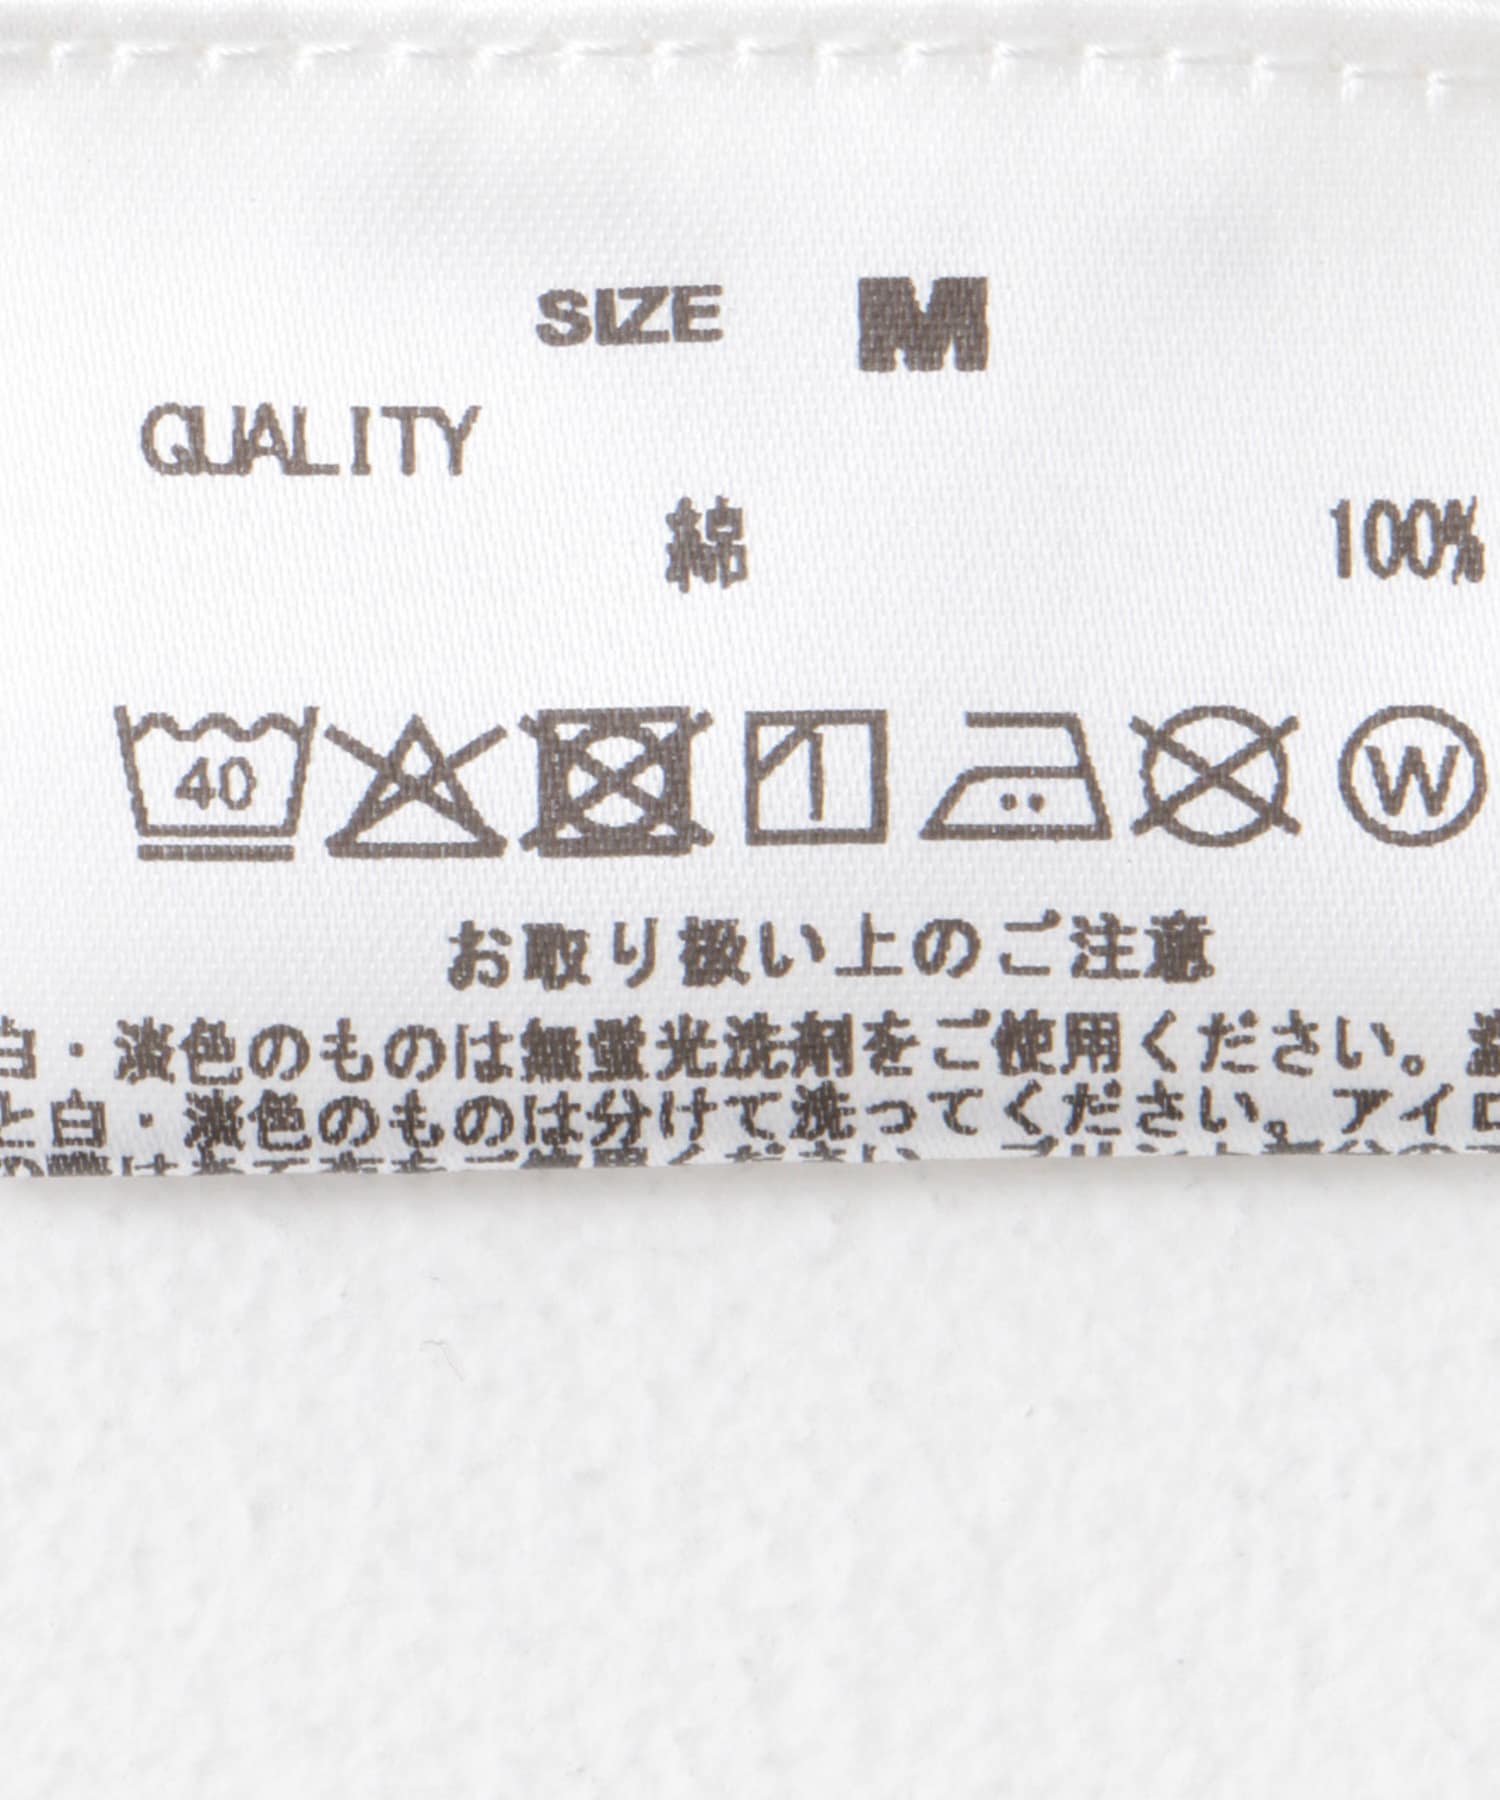 SIZE M
QUALITY
綿 100%
40 W
お取り扱い上のご注意
白・淡色のものは無蛍光洗剤をご使用ください。濃
と白・淡色のものは分けて洗ってください。アイロ